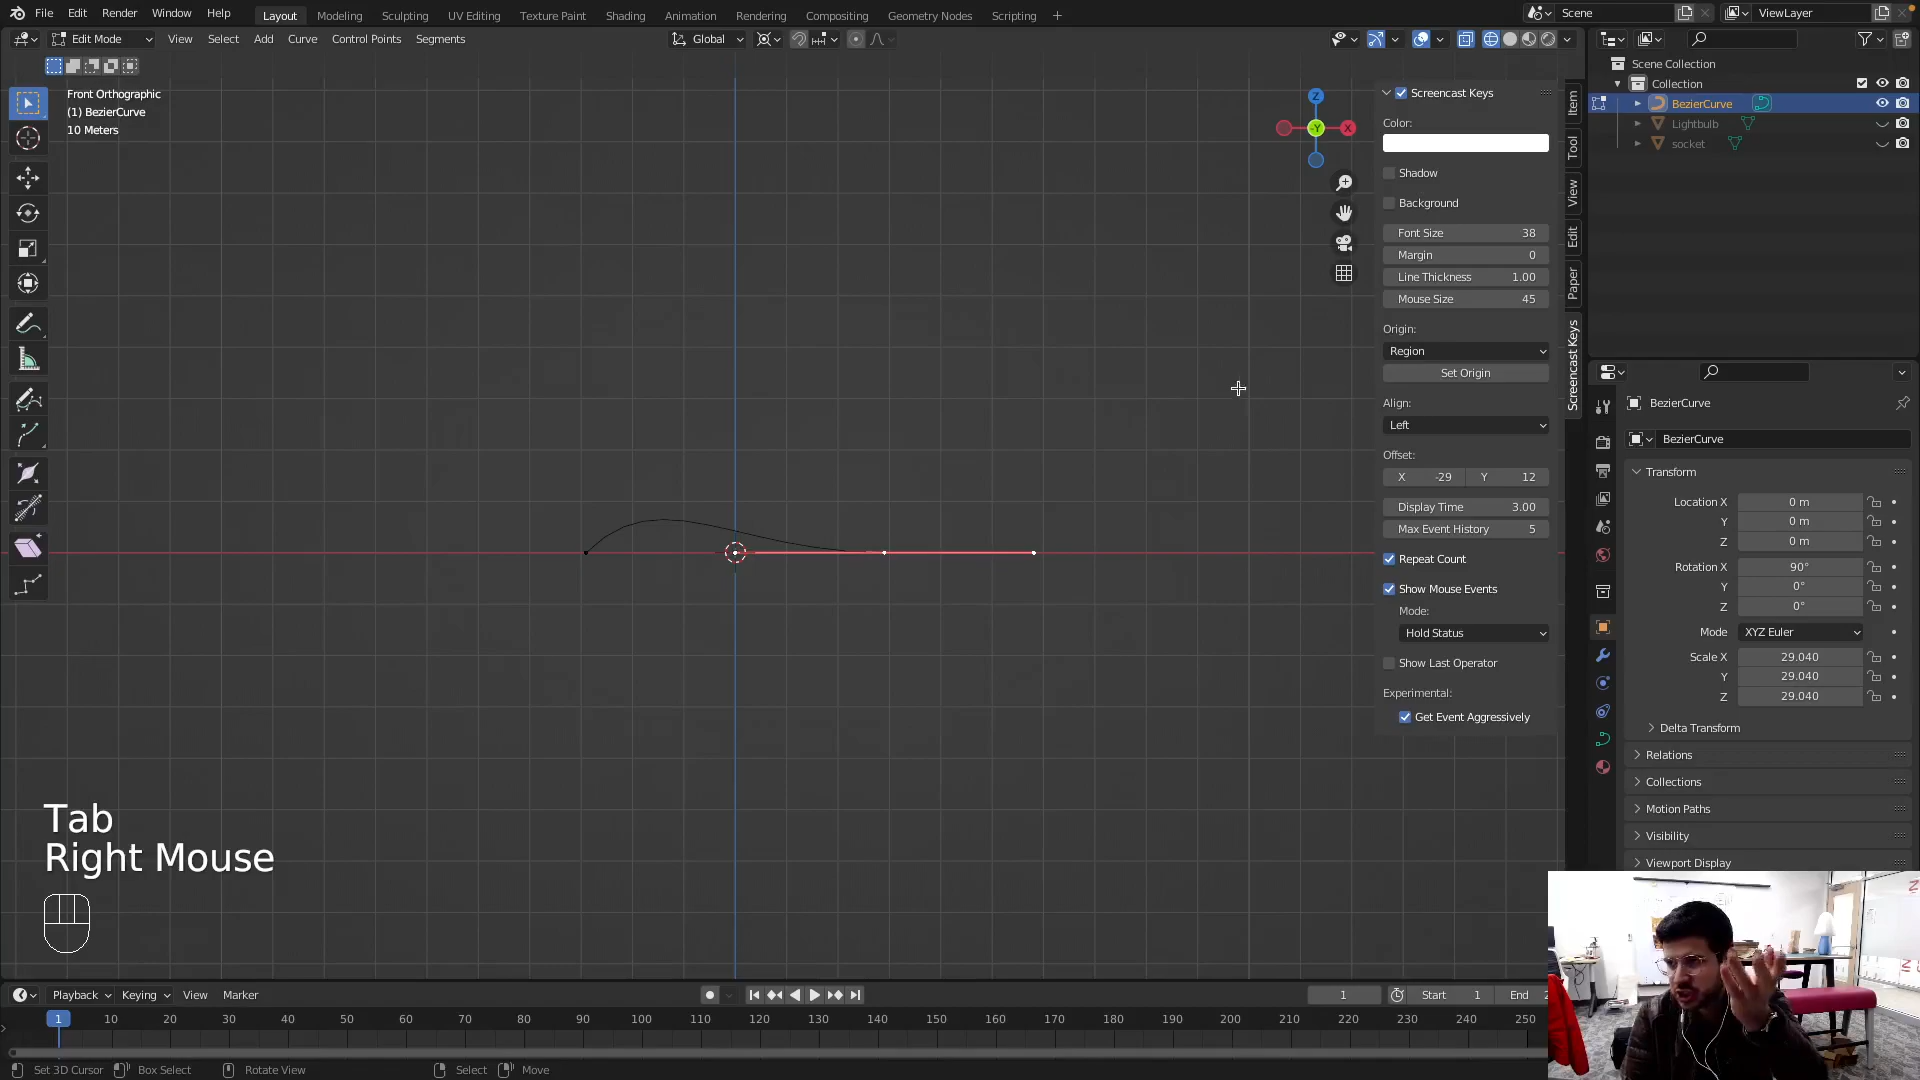 File Edit Render Window Help
Layout Modeling Sculpting UV Editing Texture Paint Shading Animation Rendering Compositing Geometry Nodes Scripting +
Scene
ViewLayer
Edit Mode View Select Add Curve Control Points Segments
Global
Front Orthographic
(1) BezierCurve
10 Meters
Z
-Y
X
Screencast Keys
Color:
Shadow
Background
Font Size 38
Margin 0
Line Thickness 1.00
Mouse Size 45
Origin:
Region
Set Origin
Align:
Left
Offset:
X -29 Y 12
Display Time 3.00
Max Event History 5
Repeat Count
Show Mouse Events
Mode:
Hold Status
Show Last Operator
Experimental:
Get Event Aggressively
Item
Tool
View
Edit
Paper
Screencast Keys
Scene Collection
Collection
BezierCurve
Lightbulb
socket
BezierCurve
BezierCurve
Transform
Location X 0 m
Y 0 m
Z 0 m
Rotation X 90°
Y 0°
Z 0°
Mode XYZ Euler
Scale X 29.040
Y 29.040
Z 29.040
Delta Transform
Relations
Collections
Motion Paths
Visibility
Viewport Display
Tab
Right Mouse
Playback Keying View Marker
1 Start 1 End 2
1 10 20 30 40 50 60 70 80 90 100 110 120 130 140 150 160 170 180 190 200 210 220 230 240 250
Set 3D Cursor Box Select Rotate View Select Move